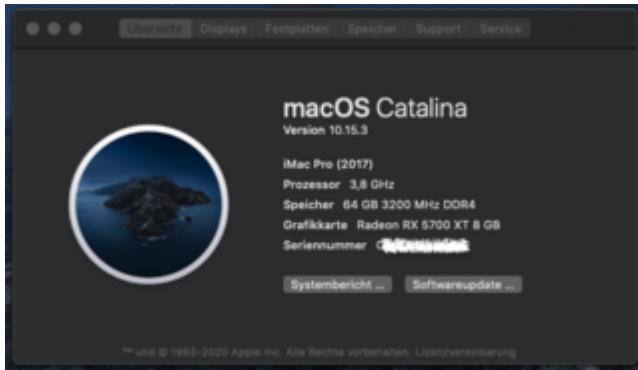 Übersicht Displays Festplatten Speicher Support Service
macOS Catalina
Version 10.15.3
iMac Pro (2017)
Prozessor 3,8 GHz
Speicher 64 GB 3200 MHz DDR4
Grafikkarte Radeon RX 5700 XT 8 GB
Seriennummer
Systembericht ... Softwareupdate ...
™ und © 1983-2020 Apple Inc. Alle Rechte vorbehalten. Lizenzvereinbarung